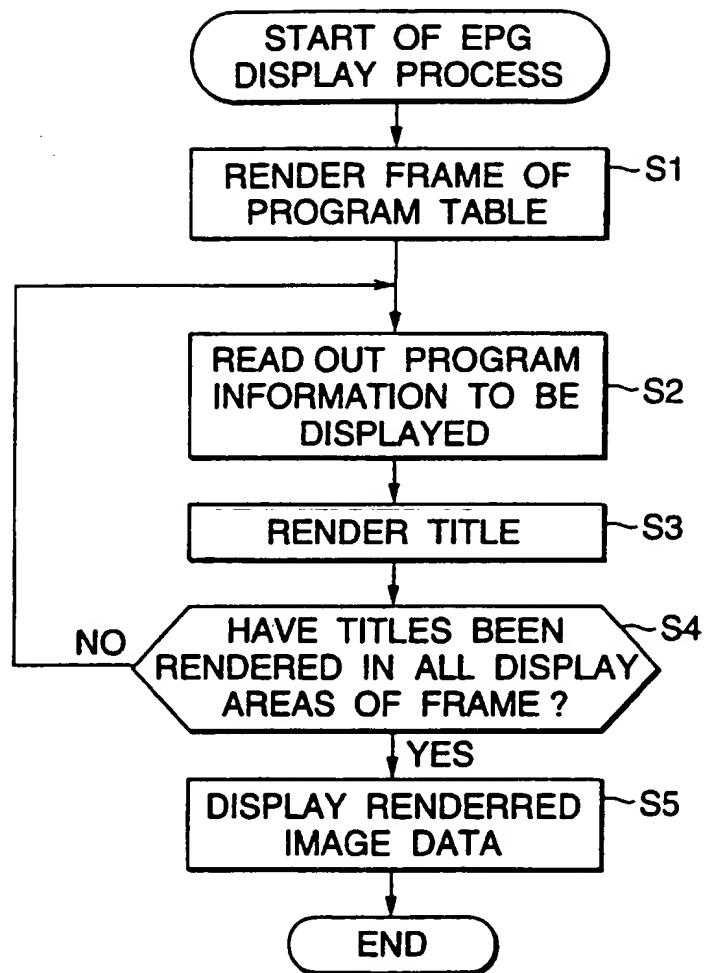 START OF EPG
DISPLAY PROCESS
RENDER FRAME OF
PROGRAM TABLE
S1
READ OUT PROGRAM
INFORMATION TO BE
DISPLAYED
S2
RENDER TITLE
S3
HAVE TITLES BEEN
RENDERED IN ALL DISPLAY
AREAS OF FRAME ?
S4
NO
YES
DISPLAY RENDERRED
IMAGE DATA
S5
END